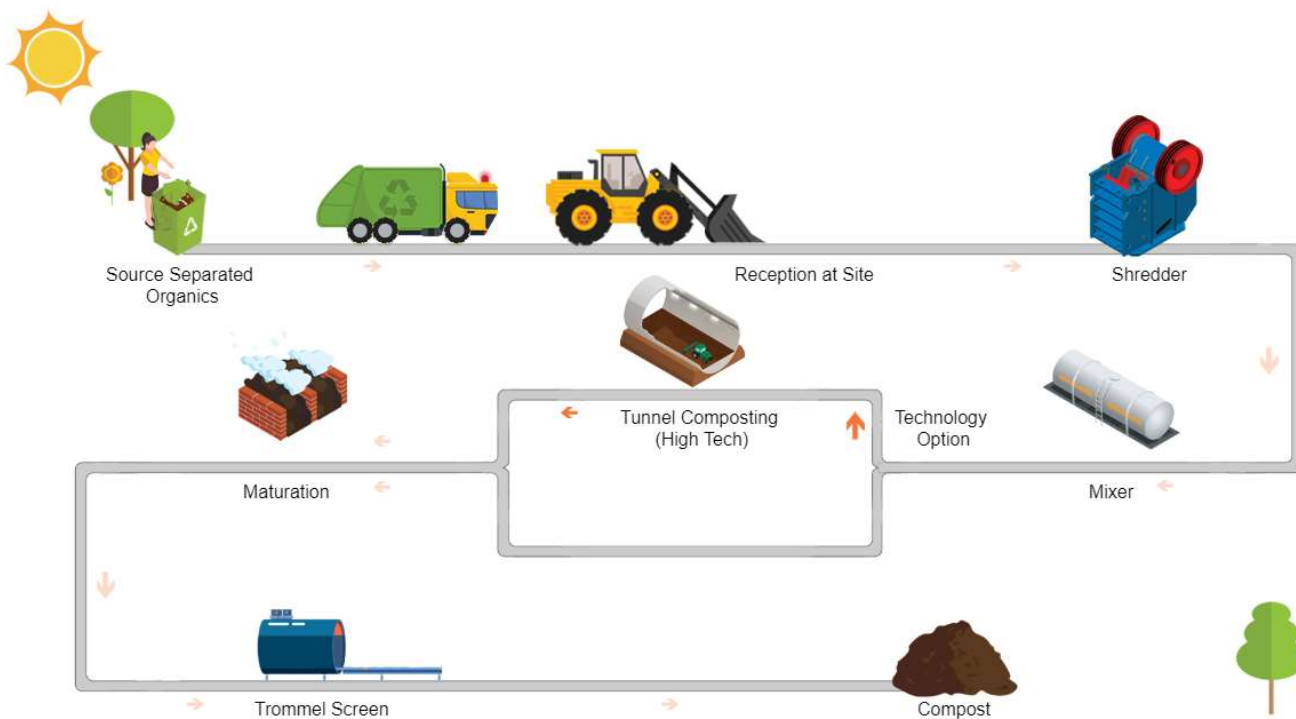 Source Separated
Organics
Reception at Site
Shredder
Tunnel Composting
(High Tech)
Technology
Option
Maturation
Mixer
Trommel Screen
Compost